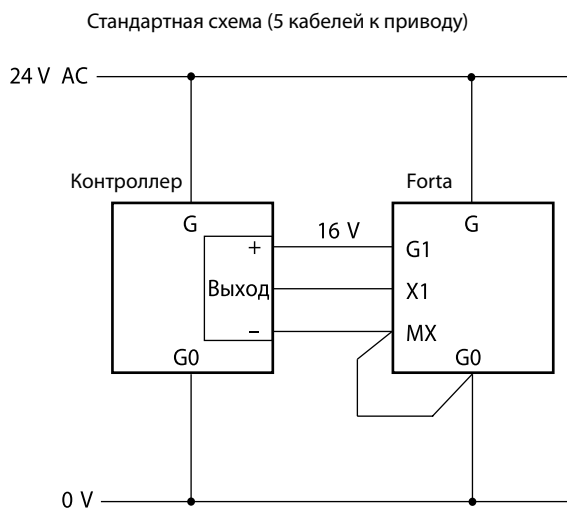 Стандартная схема (5 кабелей к приводу)
24 V AC
Контроллер
Forta
G
G
+
16 V
G1
Выход
X1
–
MX
G0
G0
0 V